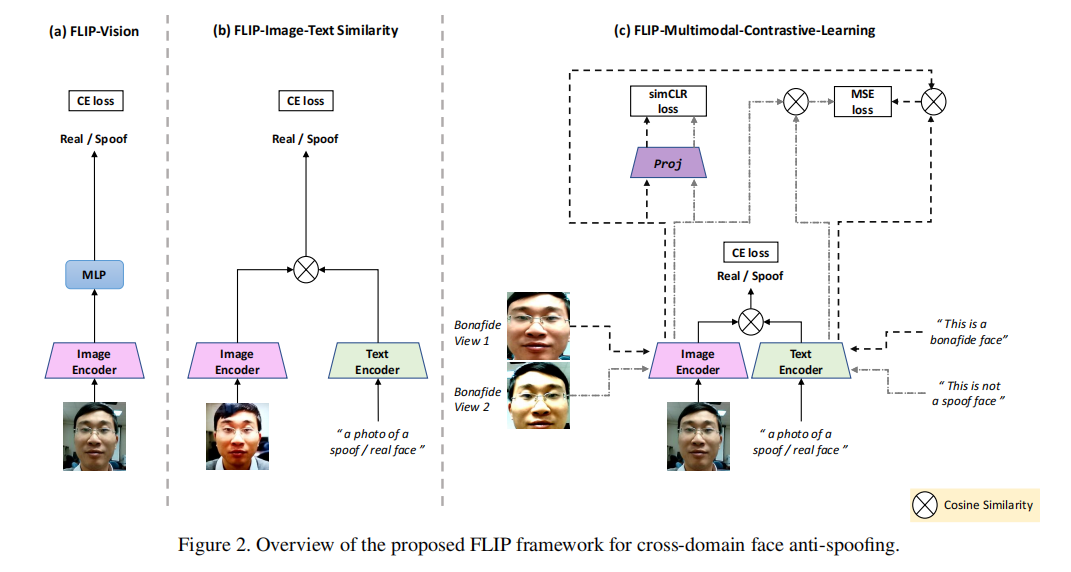 (a) FLIP-Vision
CE loss
Real / Spoof
MLP
Image
Encoder
(b) FLIP-Image-Text Similarity
CE loss
Real / Spoof
Image
Encoder
Text
Encoder
“ a photo of a
spoof / real face ”
(c) FLIP-Multimodal-Contrastive-Learning
simCLR
loss
MSE
loss
Proj
CE loss
Real / Spoof
Bonafide
View 1
Bonafide
View 2
Image
Encoder
Text
Encoder
“ This is a
bonafide face”
“ This is not
a spoof face ”
“ a photo of a
spoof / real face ”
Cosine Similarity
Figure 2. Overview of the proposed FLIP framework for cross-domain face anti-spoofing.